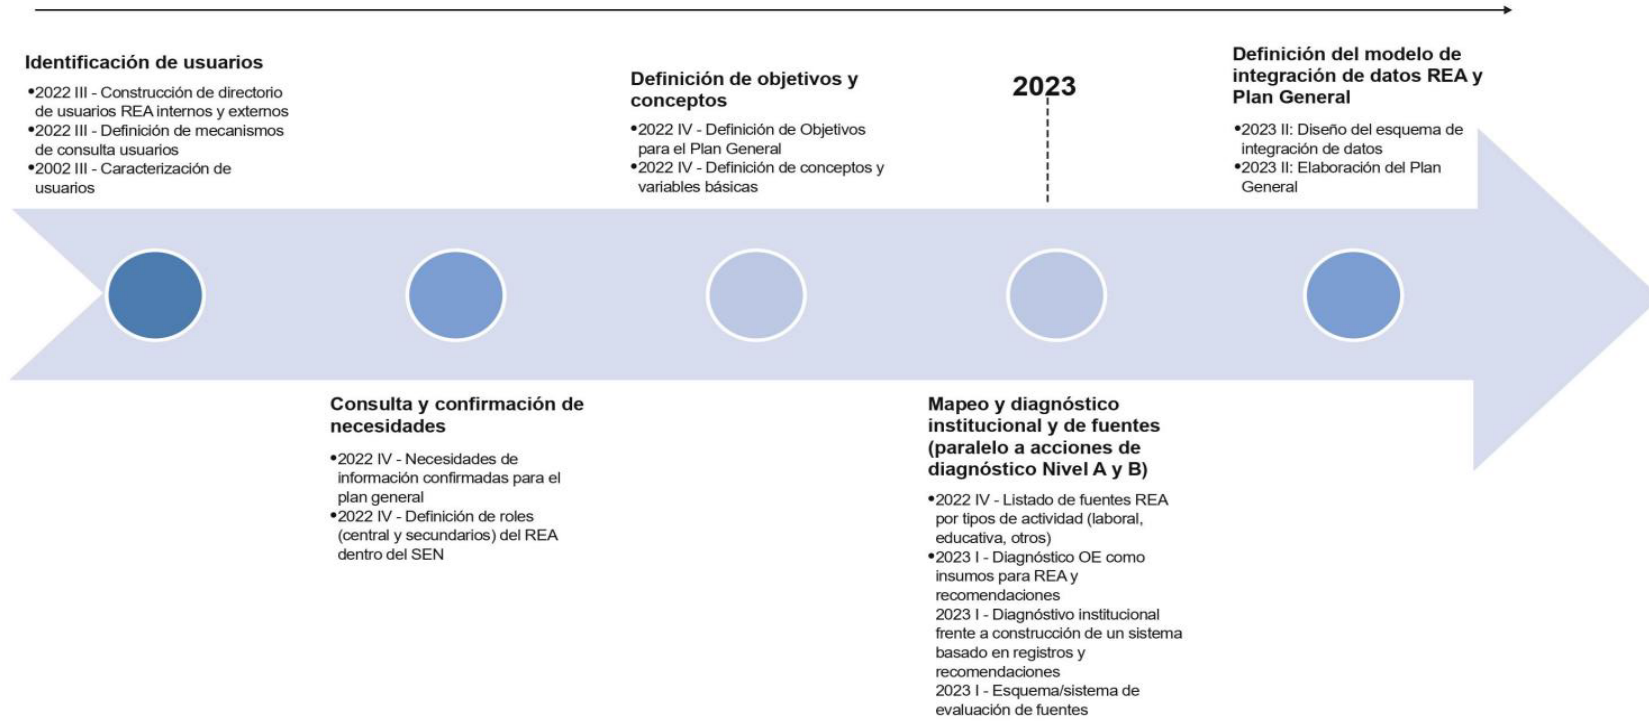 Identificación de usuarios
•2022 III - Construcción de directorio
de usuarios REA internos y externos
•2022 III - Definición de mecanismos
de consulta usuarios
•2002 III - Caracterización de
usuarios
Consulta y confirmación de
necesidades
•2022 IV - Necesidades de
información confirmadas para el
plan general
•2022 IV - Definición de roles
(central y secundarios) del REA
dentro del SEN
Definición de objetivos y
conceptos
•2022 IV - Definición de Objetivos
para el Plan General
•2022 IV - Definición de conceptos y
variables básicas
2023
Mapeo y diagnóstico
institucional y de fuentes
(paralelo a acciones de
diagnóstico Nivel A y B)
•2022 IV - Listado de fuentes REA
por tipos de actividad (laboral,
educativa, otros)
•2023 I - Diagnóstico OE como
insumos para REA y
recomendaciones
2023 I - Diagnóstivo institucional
frente a construcción de un sistema
basado en registros y
recomendaciones
2023 I - Esquema/sistema de
evaluación de fuentes
Definición del modelo de
integración de datos REA y
Plan General
•2023 II: Diseño del esquema de
integración de datos
•2023 II: Elaboración del Plan
General